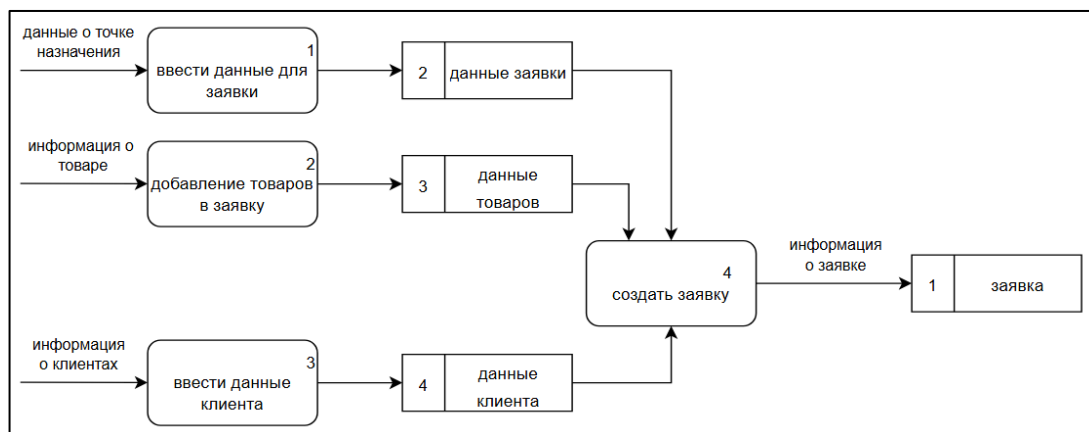 данные о точке
назначения
1
ввести данные для
заявки
2
данные заявки
информация о
товаре
2
добавление товаров
в заявку
3
данные
товаров
4
создать заявку
информация
о заявке
1
заявка
информация
о клиентах
3
ввести данные
клиента
4
данные
клиента